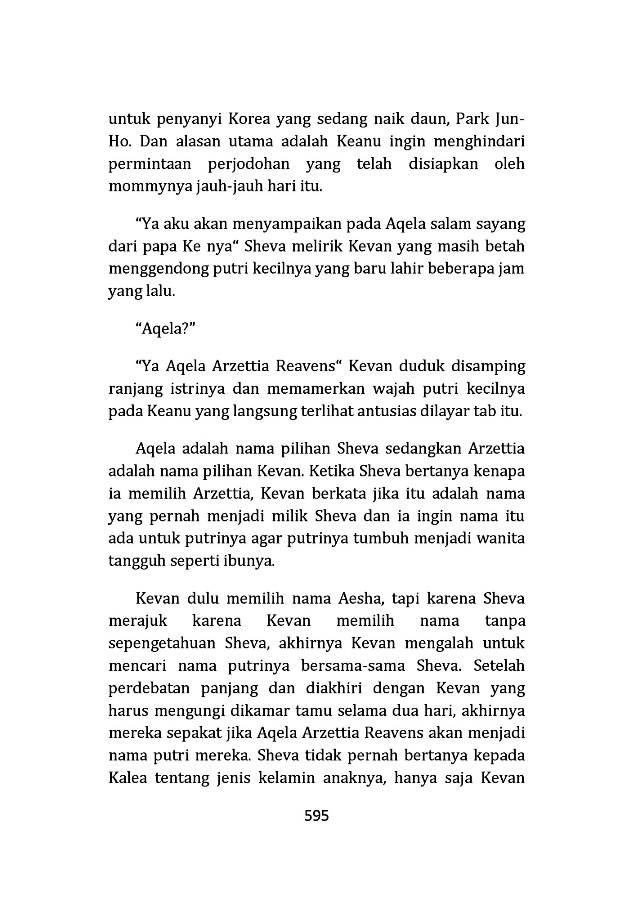 untuk penyanyi Korea yang sedang naik daun, Park Jun-
Ho. Dan alasan utama adalah Keanu ingin menghindari
permintaan perjodohan yang telah disiapkan oleh
mommynya jauh-jauh hari itu.
“Ya aku akan menyampaikan pada Aqela salam sayang
dari papa Ke nya“ Sheva melirik Kevan yang masih betah
menggendong putri kecilnya yang baru lahir beberapa jam
yang lalu.
“Aqela?”
“Ya Aqela Arzettia Reavens“ Kevan duduk disamping
ranjang istrinya dan memamerkan wajah putri kecilnya
pada Keanu yang langsung terlihat antusias dilayar tab itu.
Aqela adalah nama pilihan Sheva sedangkan Arzettia
adalah nama pilihan Kevan. Ketika Sheva bertanya kenapa
ia memilih Arzettia, Kevan berkata jika itu adalah nama
yang pernah menjadi milik Sheva dan ia ingin nama itu
ada untuk putrinya agar putrinya tumbuh menjadi wanita
tangguh seperti ibunya.
Kevan dulu memilih nama Aesha, tapi karena Sheva
merajuk karena Kevan memilih nama tanpa
sepengetahuan Sheva, akhirnya Kevan mengalah untuk
mencari nama putrinya bersama-sama Sheva. Setelah
perdebatan panjang dan diakhiri dengan Kevan yang
harus mengungi dikamar tamu selama dua hari, akhirnya
mereka sepakat jika Aqela Arzettia Reavens akan menjadi
nama putri mereka. Sheva tidak pernah bertanya kepada
Kalea tentang jenis kelamin anaknya, hanya saja Kevan
595